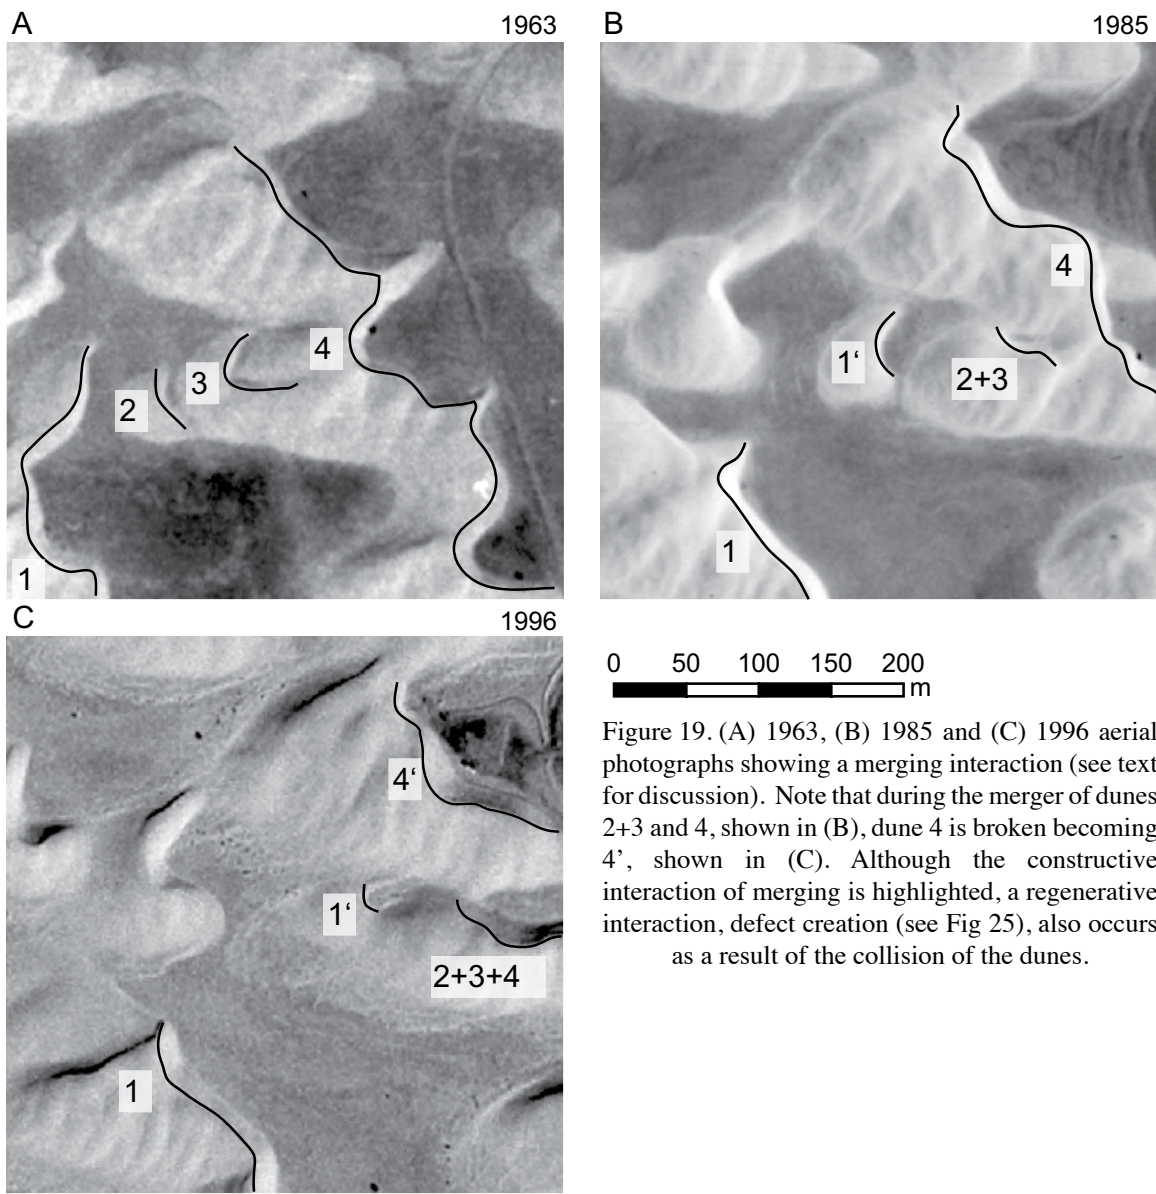 A 1963
B 1985
4
3
2
1
4
1‘
2+3
1
C 1996
4‘
1‘
2+3+4
1
0 50 100 150 200
m
Figure 19. (A) 1963, (B) 1985 and (C) 1996 aerial
photographs showing a merging interaction (see text
for discussion). Note that during the merger of dunes
2+3 and 4, shown in (B), dune 4 is broken becoming
4’, shown in (C). Although the constructive
interaction of merging is highlighted, a regenerative
interaction, defect creation (see Fig 25), also occurs
as a result of the collision of the dunes.